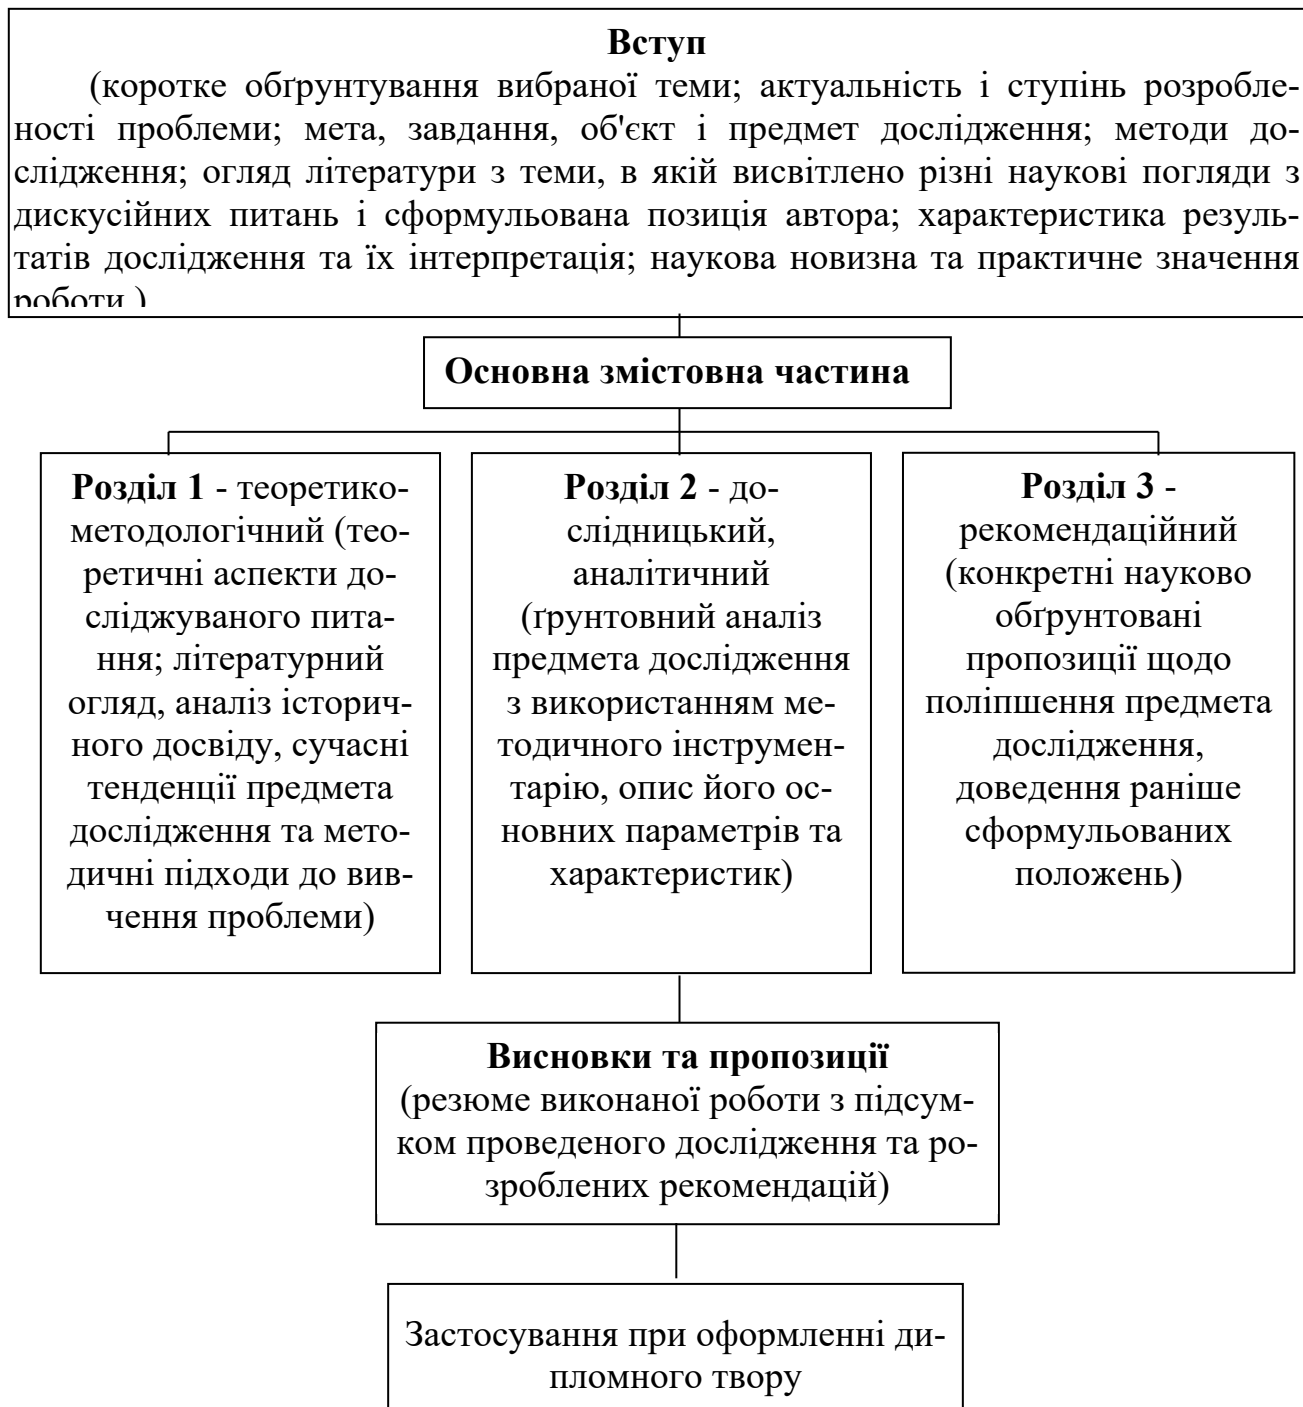 Вступ
(коротке обґрунтування вибраної теми; актуальність і ступінь розробле-
ності проблеми; мета, завдання, об'єкт і предмет дослідження; методи до-
слідження; огляд літератури з теми, в якій висвітлено різні наукові погляди з
дискусійних питань і сформульована позиція автора; характеристика резуль-
татів дослідження та їх інтерпретація; наукова новизна та практичне значення
роботи.)
Основна змістовна частина
Розділ 1 - теоретико-
методологічний (тео-
ретичні аспекти до-
сліджуваного пита-
ння; літературний
огляд, аналіз історич-
ного досвіду, сучасні
тенденції предмета
дослідження та мето-
дичні підходи до вив-
чення проблеми)
Розділ 2 - до-
слідницький,
аналітичний
(ґрунтовний аналіз
предмета дослідження
з використанням ме-
тодичного інструмен-
тарію, опис його ос-
новних параметрів та
характеристик)
Розділ 3 -
рекомендаційний
(конкретні науково
обґрунтовані
пропозиції щодо
поліпшення предмета
дослідження,
доведення раніше
сформульованих
положень)
Висновки та пропозиції
(резюме виконаної роботи з підсум-
ком проведеного дослідження та ро-
зроблених рекомендацій)
Застосування при оформленні ди-
пломного твору